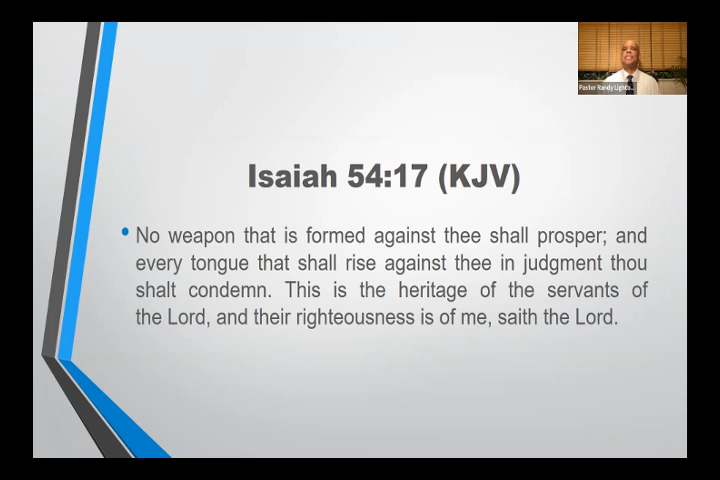 Pastor Randy Lightb...
Isaiah 54:17 (KJV)
• No weapon that is formed against thee shall prosper; and
every tongue that shall rise against thee in judgment thou
shalt condemn. This is the heritage of the servants of
the Lord, and their righteousness is of me, saith the Lord.